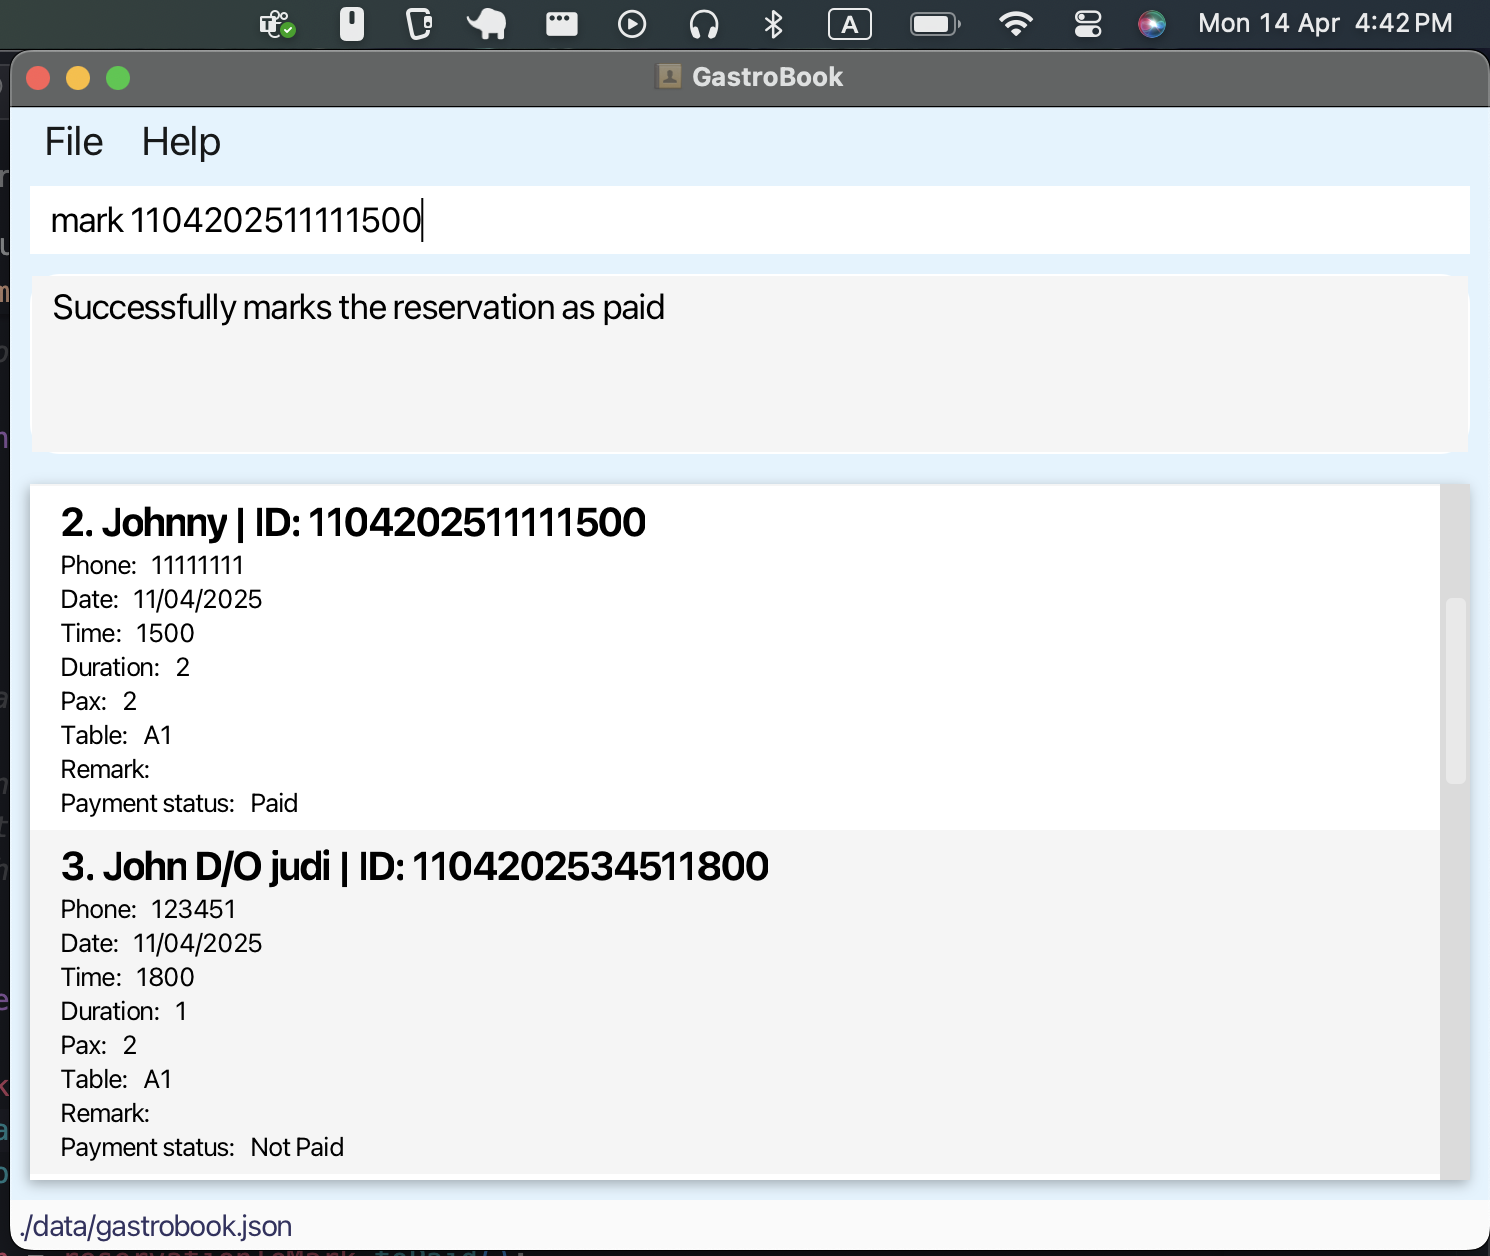 A Mon 14 Apr 4:42 PM
GastroBook
File Help
mark 1104202511111500
Successfully marks the reservation as paid
2. Johnny | ID: 1104202511111500
Phone: 11111111
Date: 11/04/2025
Time: 1500
Duration: 2
Pax: 2
Table: A1
Remark:
Payment status: Paid
3. John D/O judi | ID: 1104202534511800
Phone: 123451
Date: 11/04/2025
Time: 1800
Duration: 1
Pax: 2
Table: A1
Remark:
Payment status: Not Paid
./data/gastrobook.json